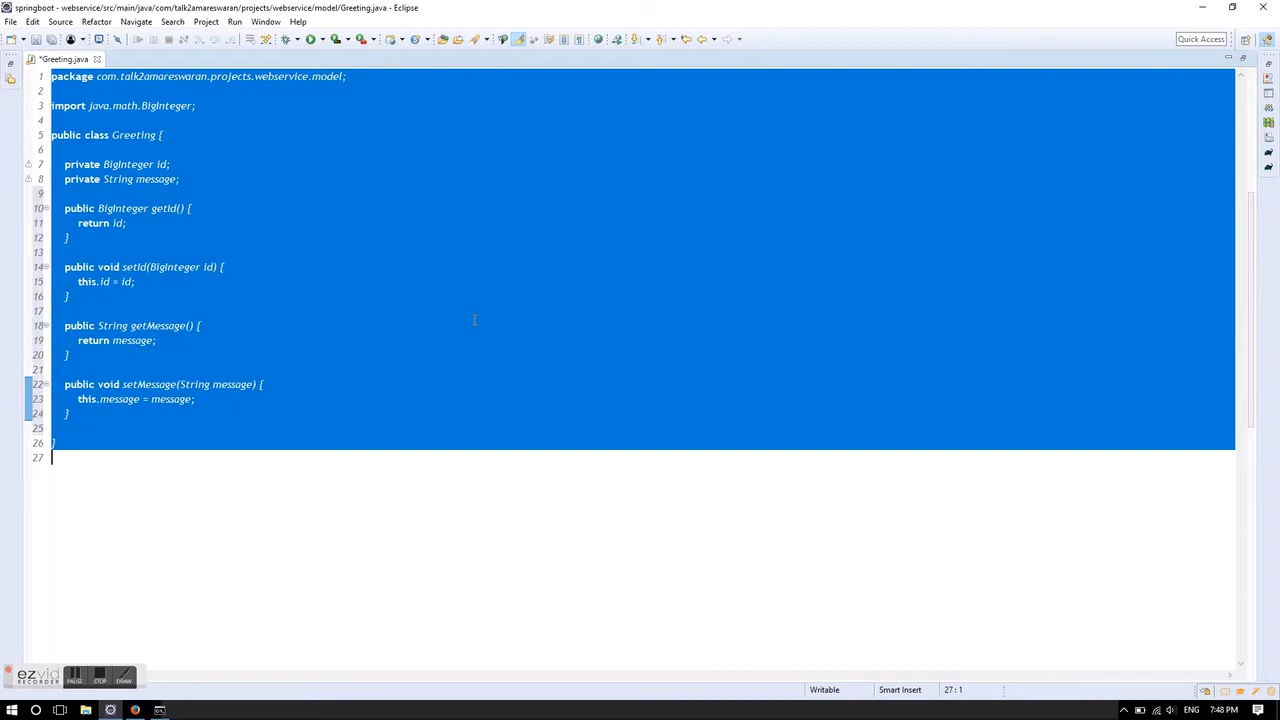 springboot - webservice/src/main/java/com/talk2amareswaran/projects/webservice/model/Greeting.java - Eclipse
File Edit Source Refactor Navigate Search Project Run Window Help
Quick Access
*Greeting.java
1 package com.talk2amareswaran.projects.webservice.model;
2
3 import java.math.BigInteger;
4
5 public class Greeting {
6
7 private BigInteger id;
8 private String message;
9
10 public BigInteger getId() {
11 return id;
12 }
13
14 public void setId(BigInteger id) {
15 this.id = id;
16 }
17
18 public String getMessage() {
19 return message;
20 }
21
22 public void setMessage(String message) {
23 this.message = message;
24 }
25
26 }
27
ezvid
RECORDER
PAUSE STOP DRAW
Writable Smart Insert 27 : 1
ENG 7:48 PM